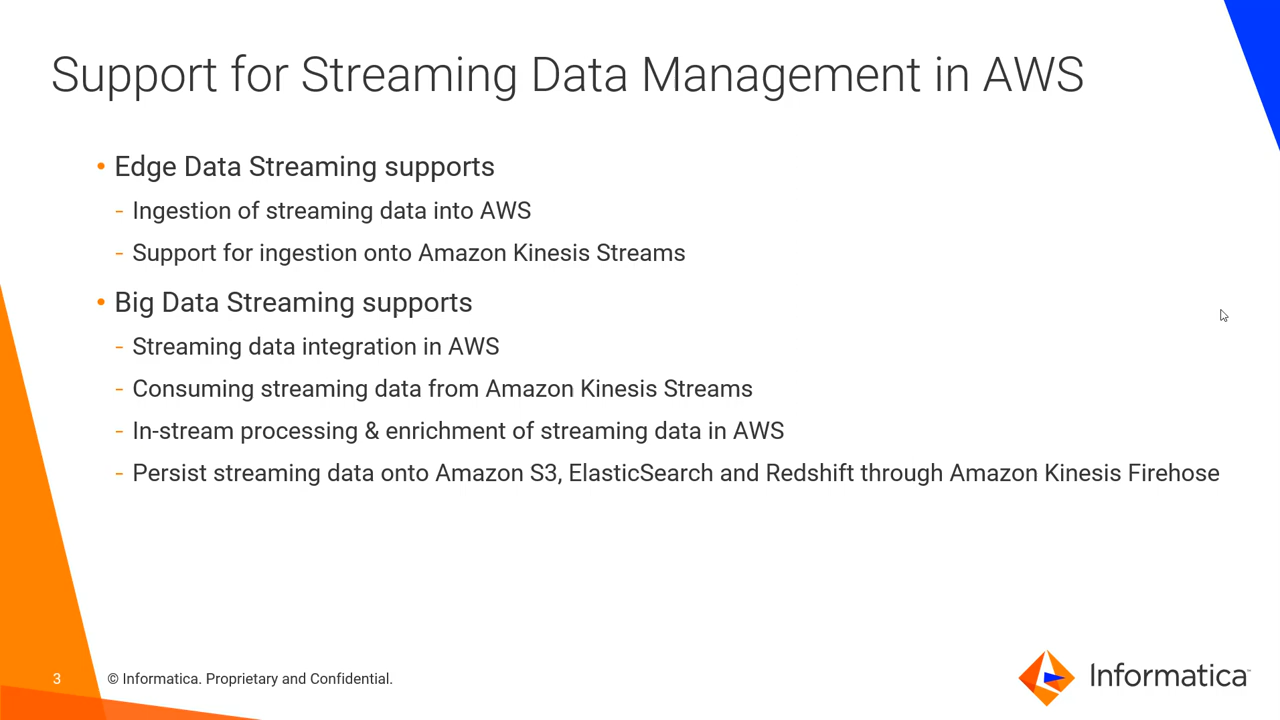 Support for Streaming Data Management in AWS
• Edge Data Streaming supports
- Ingestion of streaming data into AWS
- Support for ingestion onto Amazon Kinesis Streams
• Big Data Streaming supports
- Streaming data integration in AWS
- Consuming streaming data from Amazon Kinesis Streams
- In-stream processing & enrichment of streaming data in AWS
- Persist streaming data onto Amazon S3, ElasticSearch and Redshift through Amazon Kinesis Firehose
3 © Informatica. Proprietary and Confidential.
Informatica™